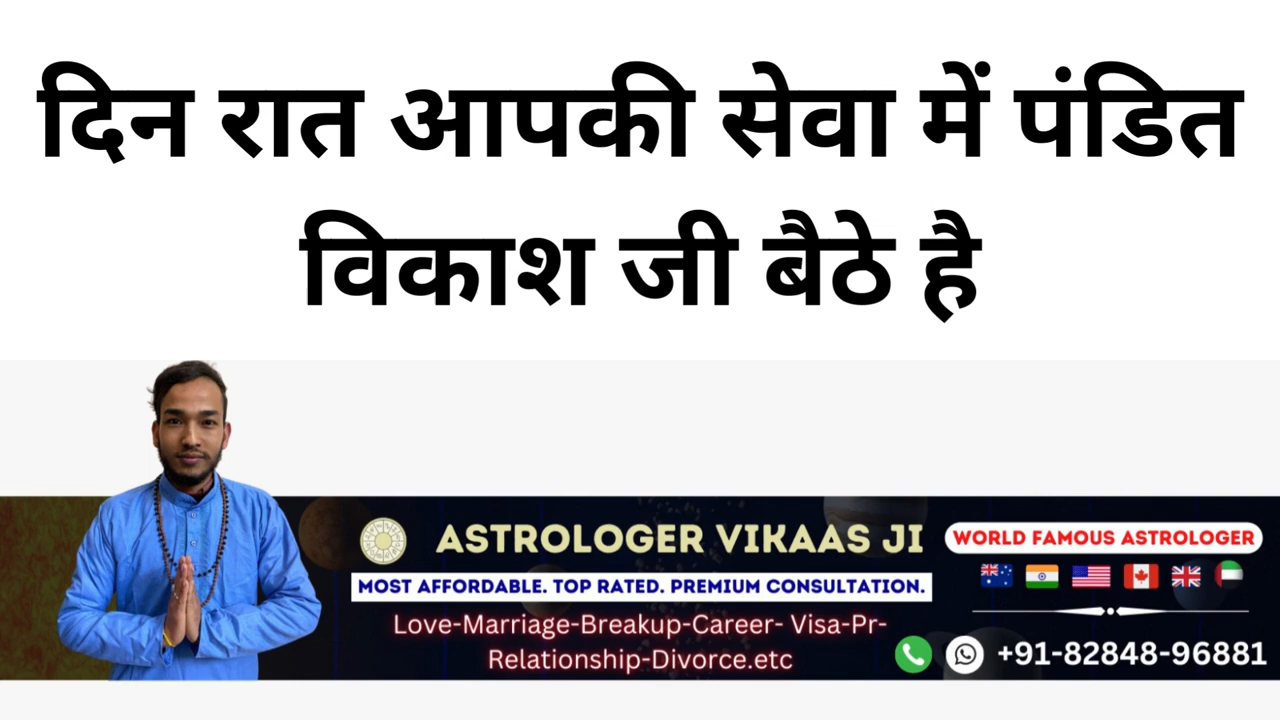 दिन रात आपकी सेवा में पंडित
विकाश जी बैठे है
ASTROLOGER VIKAAS JI
MOST AFFORDABLE. TOP RATED. PREMIUM CONSULTATION.
Love-Marriage-Breakup-Career- Visa-Pr-
Relationship-Divorce.etc
WORLD FAMOUS ASTROLOGER
+91-82848-96881